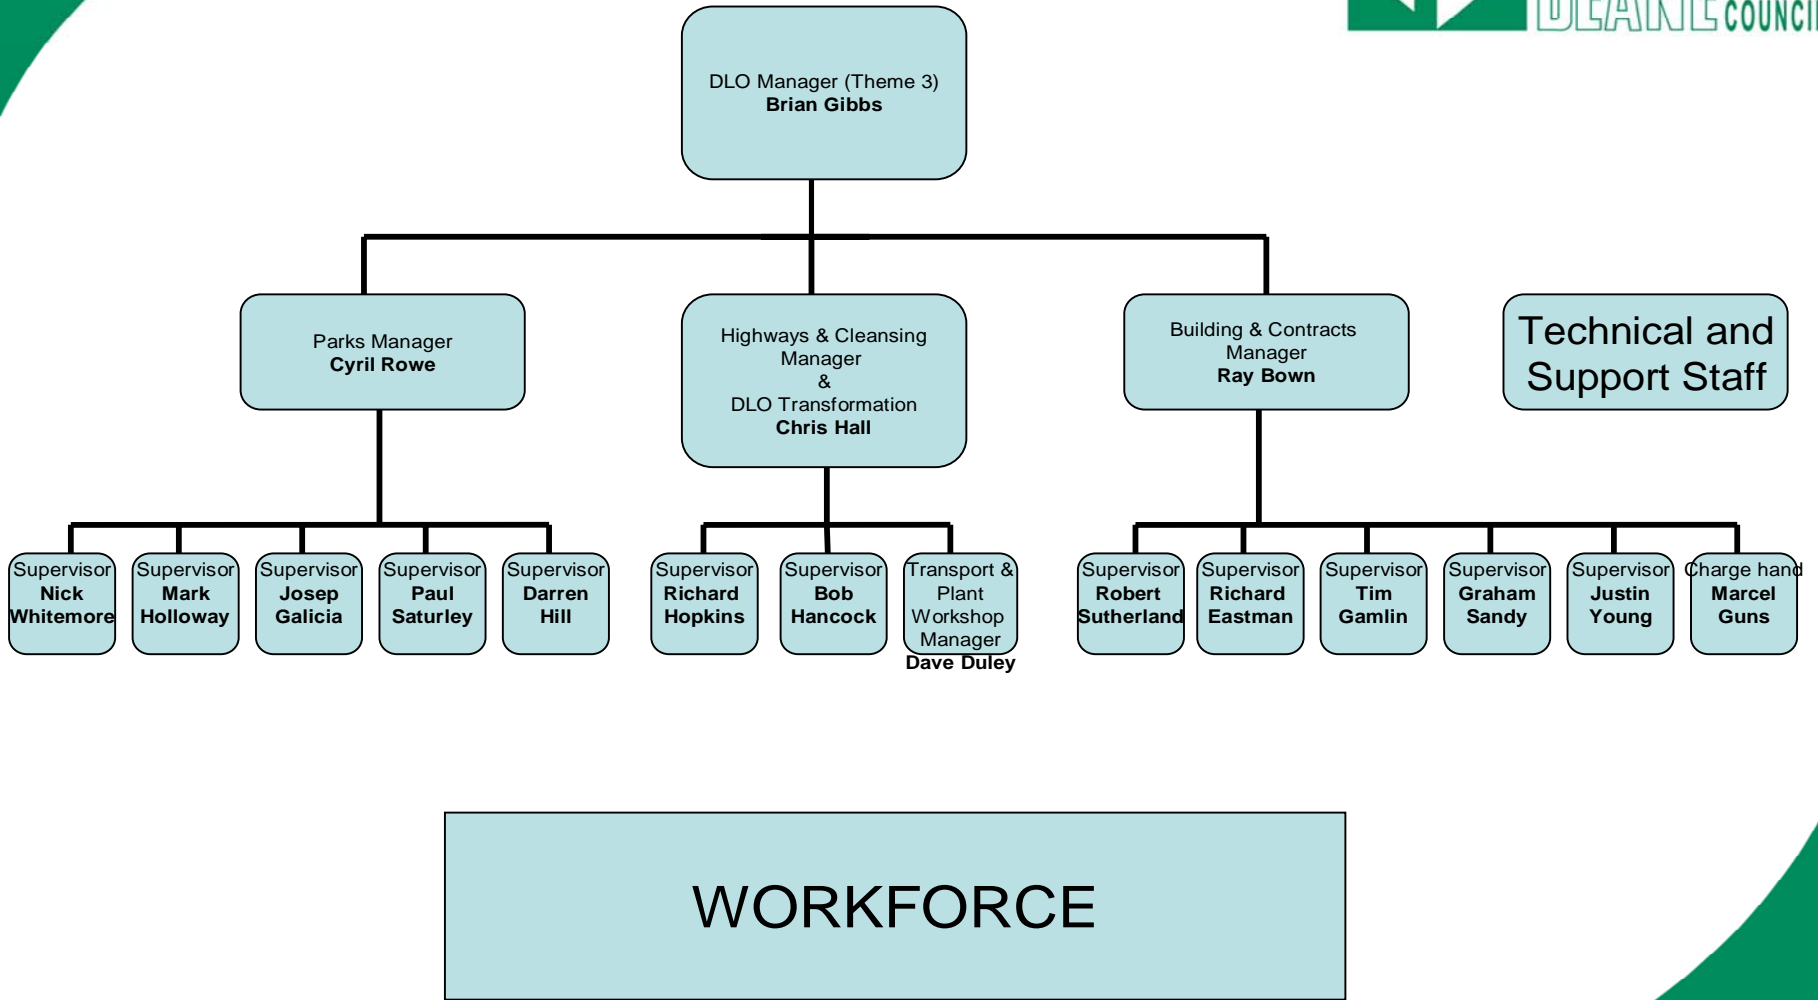 DEANE COUNCIL
DLO Manager (Theme 3)
Brian Gibbs
Parks Manager
Cyril Rowe
Highways & Cleansing
Manager
&
DLO Transformation
Chris Hall
Building & Contracts
Manager
Ray Bown
Technical and
Support Staff
Supervisor
Nick
Whitemore
Supervisor
Mark
Holloway
Supervisor
Josep
Galicia
Supervisor
Paul
Saturley
Supervisor
Darren
Hill
Supervisor
Richard
Hopkins
Supervisor
Bob
Hancock
Transport &
Plant
Workshop
Manager
Dave Duley
Supervisor
Robert
Sutherland
Supervisor
Richard
Eastman
Supervisor
Tim
Gamlin
Supervisor
Graham
Sandy
Supervisor
Justin
Young
Charge hand
Marcel
Guns
WORKFORCE